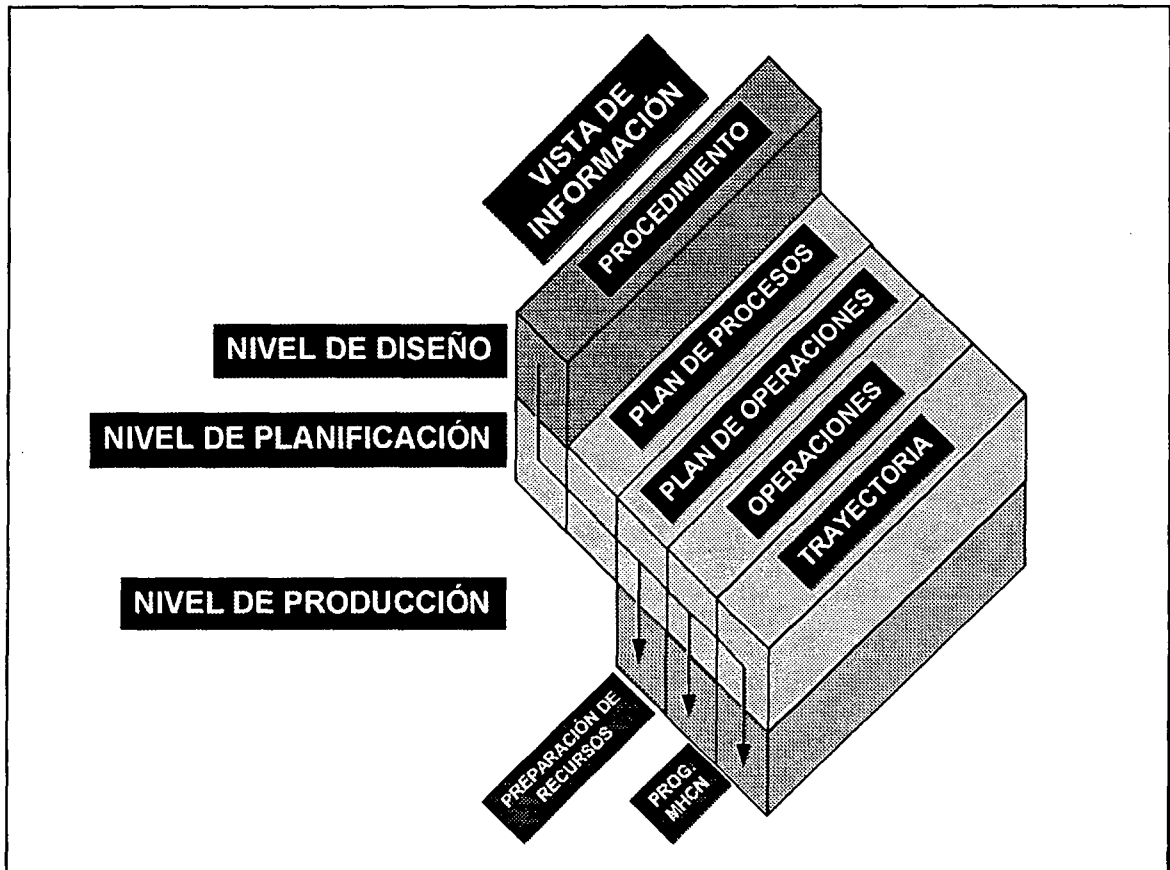 VISTA DE
INFORMACIÓN
PROCEDIMIENTO
PLAN DE PROCESOS
PLAN DE OPERACIONES
OPERACIONES
TRAYECTORIA
NIVEL DE DISEÑO
NIVEL DE PLANIFICACIÓN
NIVEL DE PRODUCCIÓN
PREPARACIÓN DE
RECURSOS
PROG.
MHCN